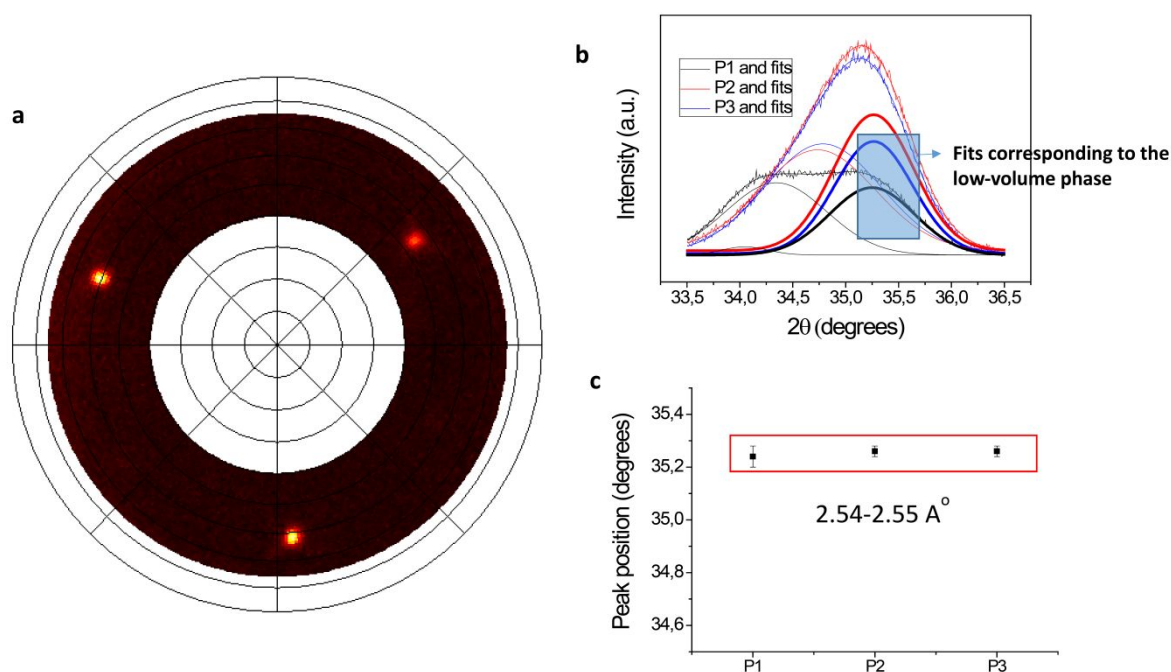 a
b
P1 and fits
P2 and fits
P3 and fits
Fits corresponding to the
low-volume phase
Intensity (a.u.)
33,5 34,0 34,5 35,0 35,5 36,0 36,5
2θ (degrees)
c
35,4
35,2
35,0
34,8
34,6
Peak position (degrees)
2.54-2.55 A°
P1 P2 P3